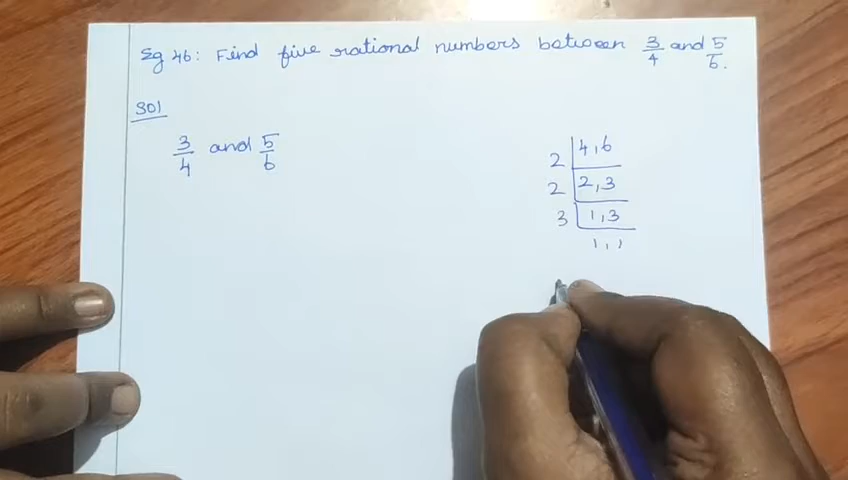 Eg 46: Find five rational numbers between 3/4 and 5/6.
Sol
3/4 and 5/6
2 | 4, 6
2 | 2, 3
3 | 1, 3
1, 1